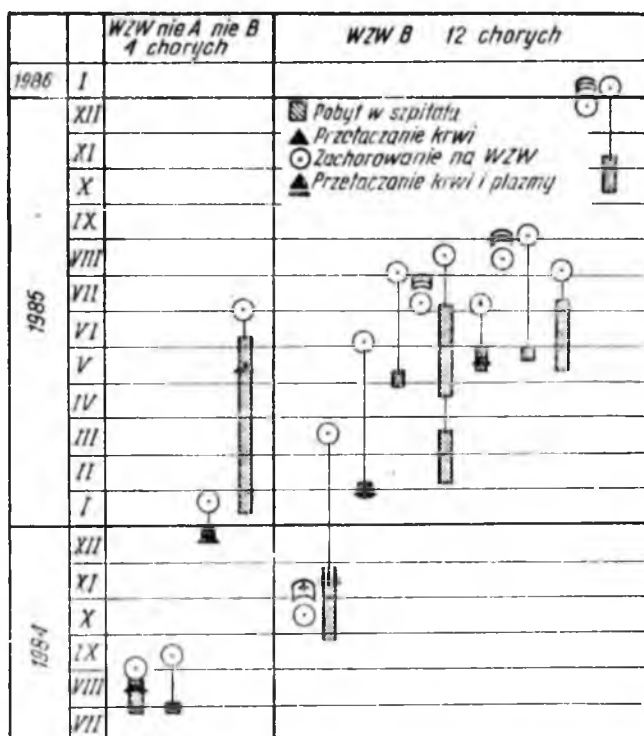 WZW nie A nie B
4 chorych
WZW B 12 chorych
1986
I
XII
Pobyt w szpitalu
Przetaczanie krwi
XI
Zachorowanie na WZW
X
Przetaczanie krwi i plazmy
IX
VIII
1985
VII
VI
V
IV
III
II
I
XII
XI
1984
X
IX
VIII
VII